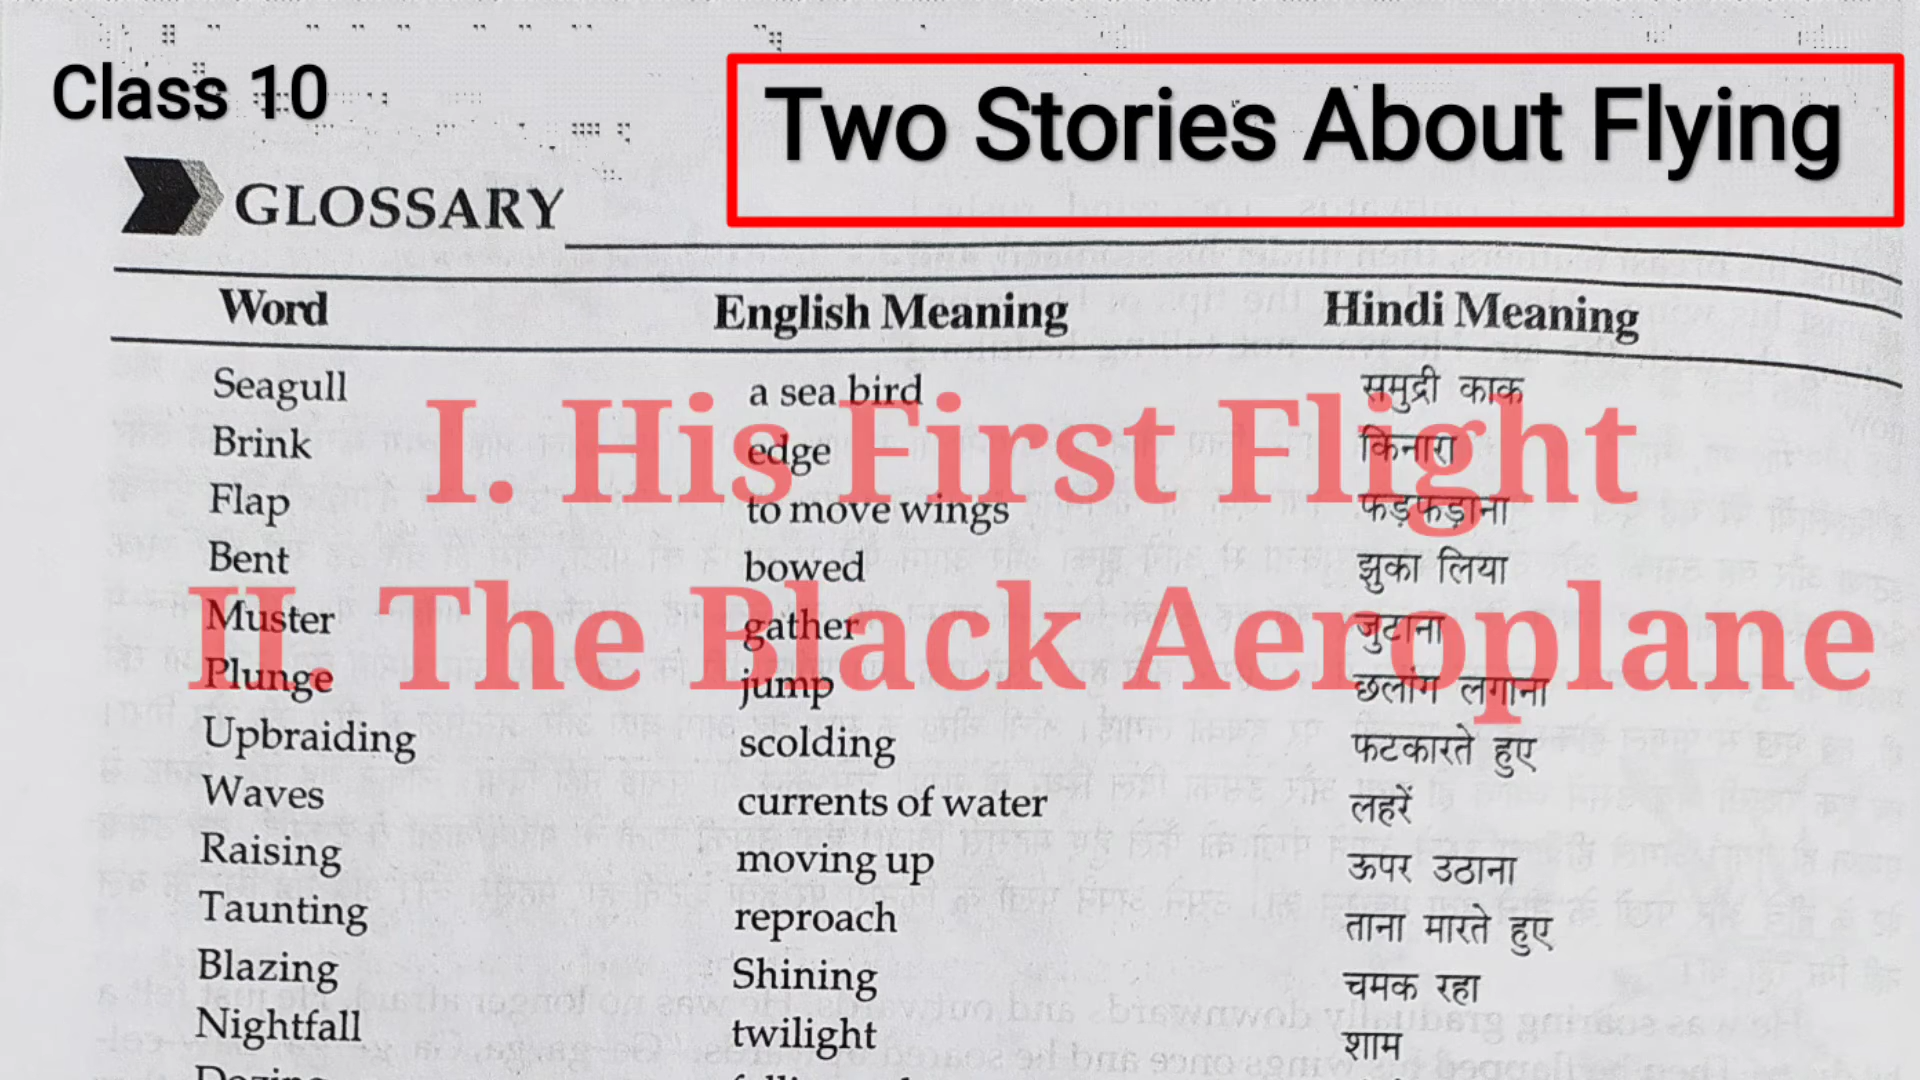 Class 10
Two Stories About Flying
GLOSSARY
Word English Meaning Hindi Meaning
Seagull a sea bird समुद्री काक
I. His First Flight
Brink edge किनारा
Flap to move wings फड़फड़ाना
Bent bowed झुका लिया
II. The Black Aeroplane
Muster gather जुटाना
Plunge jump छलांग लगाना
Upbraiding scolding फटकारते हुए
Waves currents of water लहरें
Raising moving up ऊपर उठाना
Taunting reproach ताना मारते हुए
Blazing Shining चमक रहा
Nightfall twilight शाम